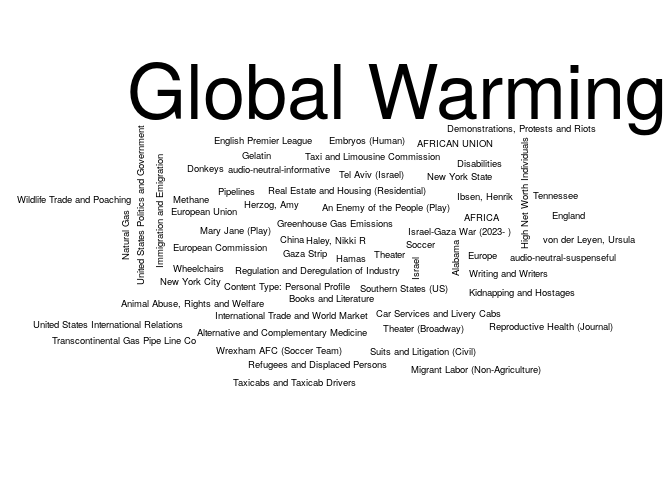 Global Warming
Demonstrations, Protests and Riots
English Premier League
Embryos (Human)
AFRICAN UNION
Gelatin
Taxi and Limousine Commission
Disabilities
Donkeys
audio-neutral-informative
Tel Aviv (Israel)
New York State
Wildlife Trade and Poaching
Methane
Pipelines
Real Estate and Housing (Residential)
Ibsen, Henrik
Tennessee
European Union
Herzog, Amy
An Enemy of the People (Play)
AFRICA
England
Natural Gas
United States Politics and Government
Immigration and Emigration
High Net Worth Individuals
Mary Jane (Play)
Greenhouse Gas Emissions
Israel-Gaza War (2023- )
China
Haley, Nikki R
Soccer
von der Leyen, Ursula
European Commission
Gaza Strip
Hamas
Theater
Israel
Alabama
Europe
audio-neutral-suspenseful
Wheelchairs
Regulation and Deregulation of Industry
Writing and Writers
New York City
Content Type: Personal Profile
Southern States (US)
Kidnapping and Hostages
Animal Abuse, Rights and Welfare
Books and Literature
International Trade and World Market
Car Services and Livery Cabs
United States International Relations
Alternative and Complementary Medicine
Theater (Broadway)
Reproductive Health (Journal)
Transcontinental Gas Pipe Line Co
Wrexham AFC (Soccer Team)
Suits and Litigation (Civil)
Refugees and Displaced Persons
Migrant Labor (Non-Agriculture)
Taxicabs and Taxicab Drivers